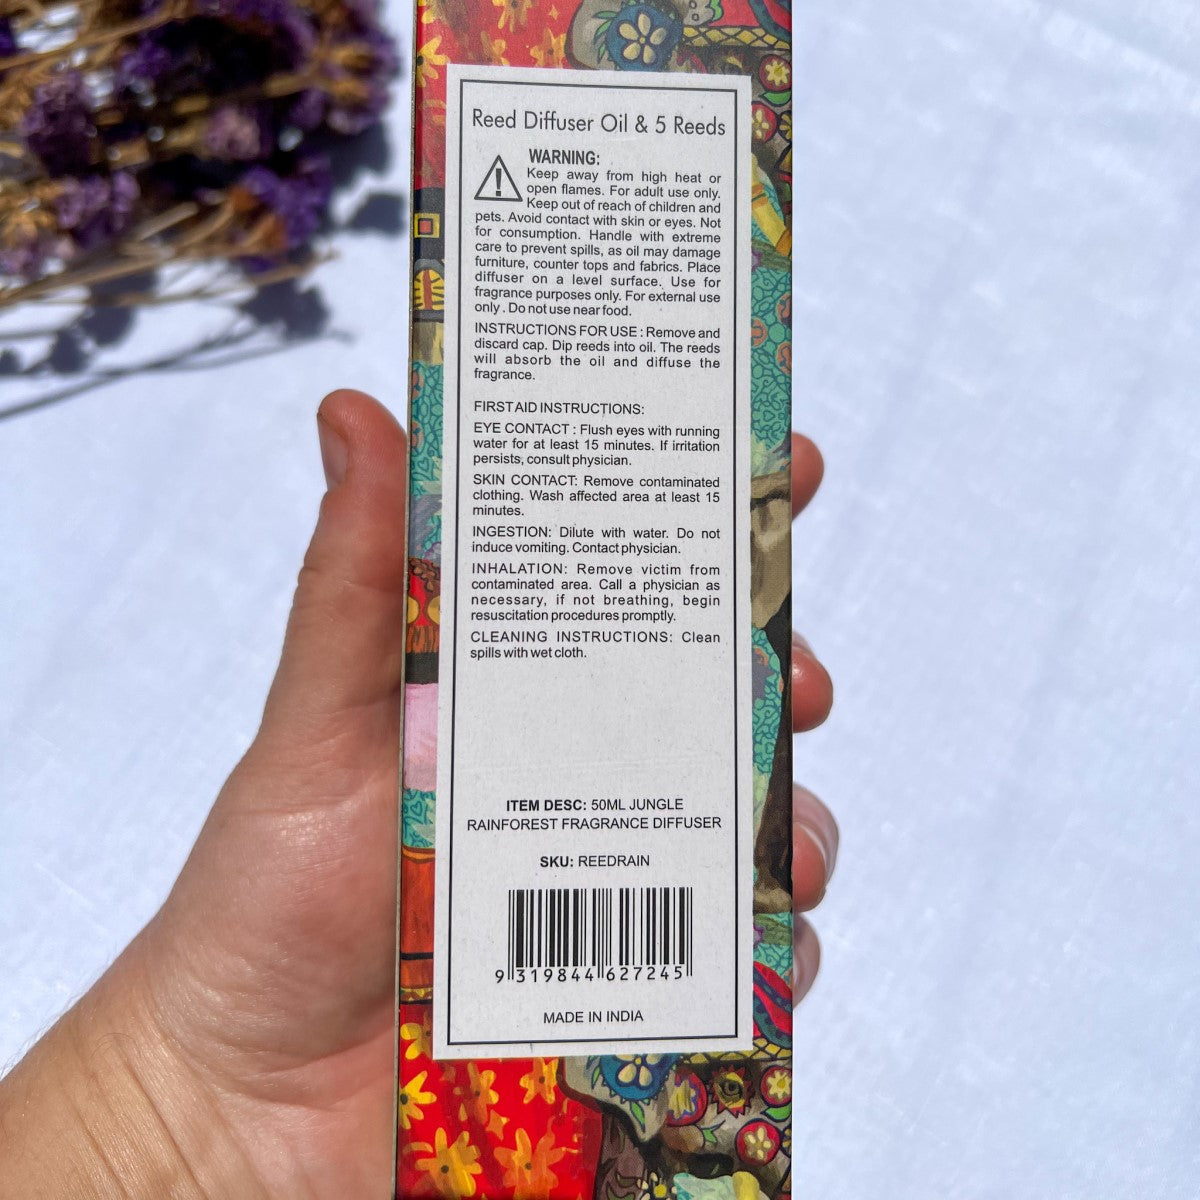 Reed Diffuser Oil & 5 Reeds
WARNING:
Keep away from high heat or
open flames. For adult use only.
Keep out of reach of children and
pets. Avoid contact with skin or eyes. Not
for consumption. Handle with extreme
care to prevent spills, as oil may damage
furniture, counter tops and fabrics. Place
diffuser on a level surface. Use for
fragrance purposes only. For external use
only . Do not use near food.
INSTRUCTIONS FOR USE : Remove and
discard cap. Dip reeds into oil. The reeds
will absorb the oil and diffuse the
fragrance.
FIRST AID INSTRUCTIONS:
EYE CONTACT : Flush eyes with running
water for at least 15 minutes. If irritation
persists, consult physician.
SKIN CONTACT: Remove contaminated
clothing. Wash affected area at least 15
minutes.
INGESTION: Dilute with water. Do not
induce vomiting. Contact physician.
INHALATION: Remove victim from
contaminated area. Call a physician as
necessary, if not breathing, begin
resuscitation procedures promptly.
CLEANING INSTRUCTIONS: Clean
spills with wet cloth.
ITEM DESC: 50ML JUNGLE
RAINFOREST FRAGRANCE DIFFUSER
SKU: REEDRAIN
9 319844 627245
MADE IN INDIA